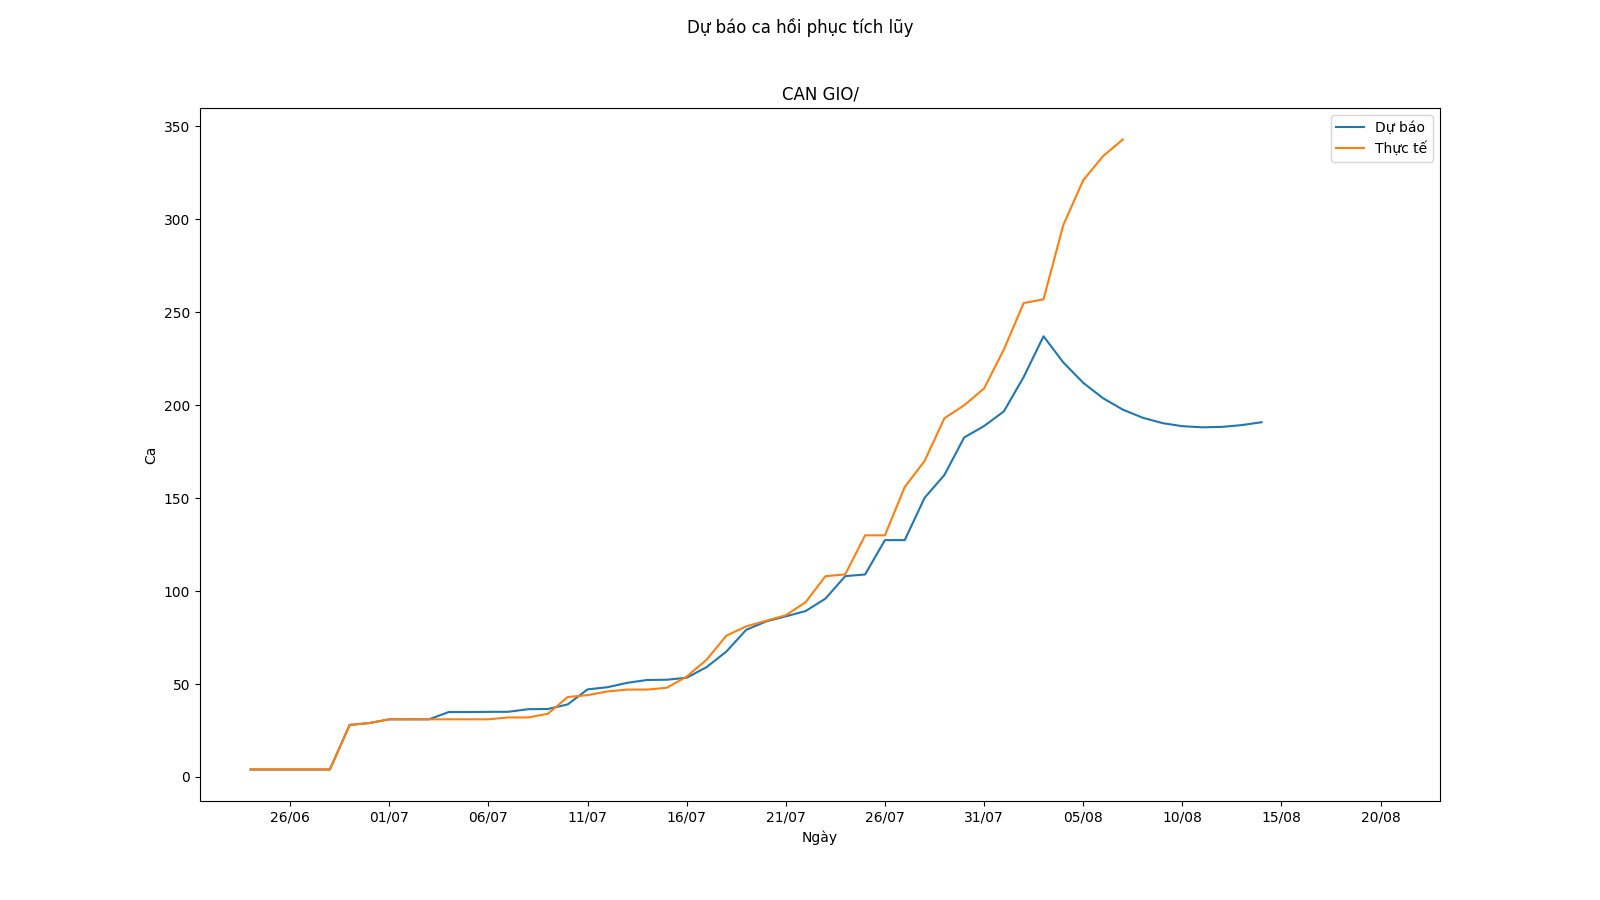 Dự báo ca hồi phục tích lũy
CAN GIO/
Dự báo
Thực tế
350
300
250
200
150
100
50
0
Ca
26/06 01/07 06/07 11/07 16/07 21/07 26/07 31/07 05/08 10/08 15/08 20/08
Ngày